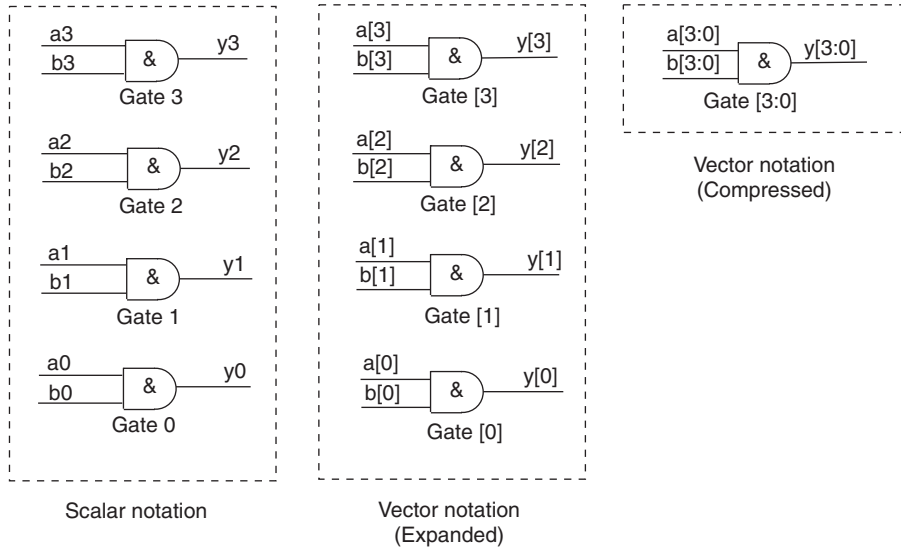 a3
b3
&
y3
Gate 3
a2
b2
&
y2
Gate 2
a1
b1
&
y1
Gate 1
a0
b0
&
y0
Gate 0
Scalar notation
a[3]
b[3]
&
y[3]
Gate [3]
a[2]
b[2]
&
y[2]
Gate [2]
a[1]
b[1]
&
y[1]
Gate [1]
a[0]
b[0]
&
y[0]
Gate [0]
Vector notation
(Expanded)
a[3:0]
b[3:0]
&
y[3:0]
Gate [3:0]
Vector notation
(Compressed)